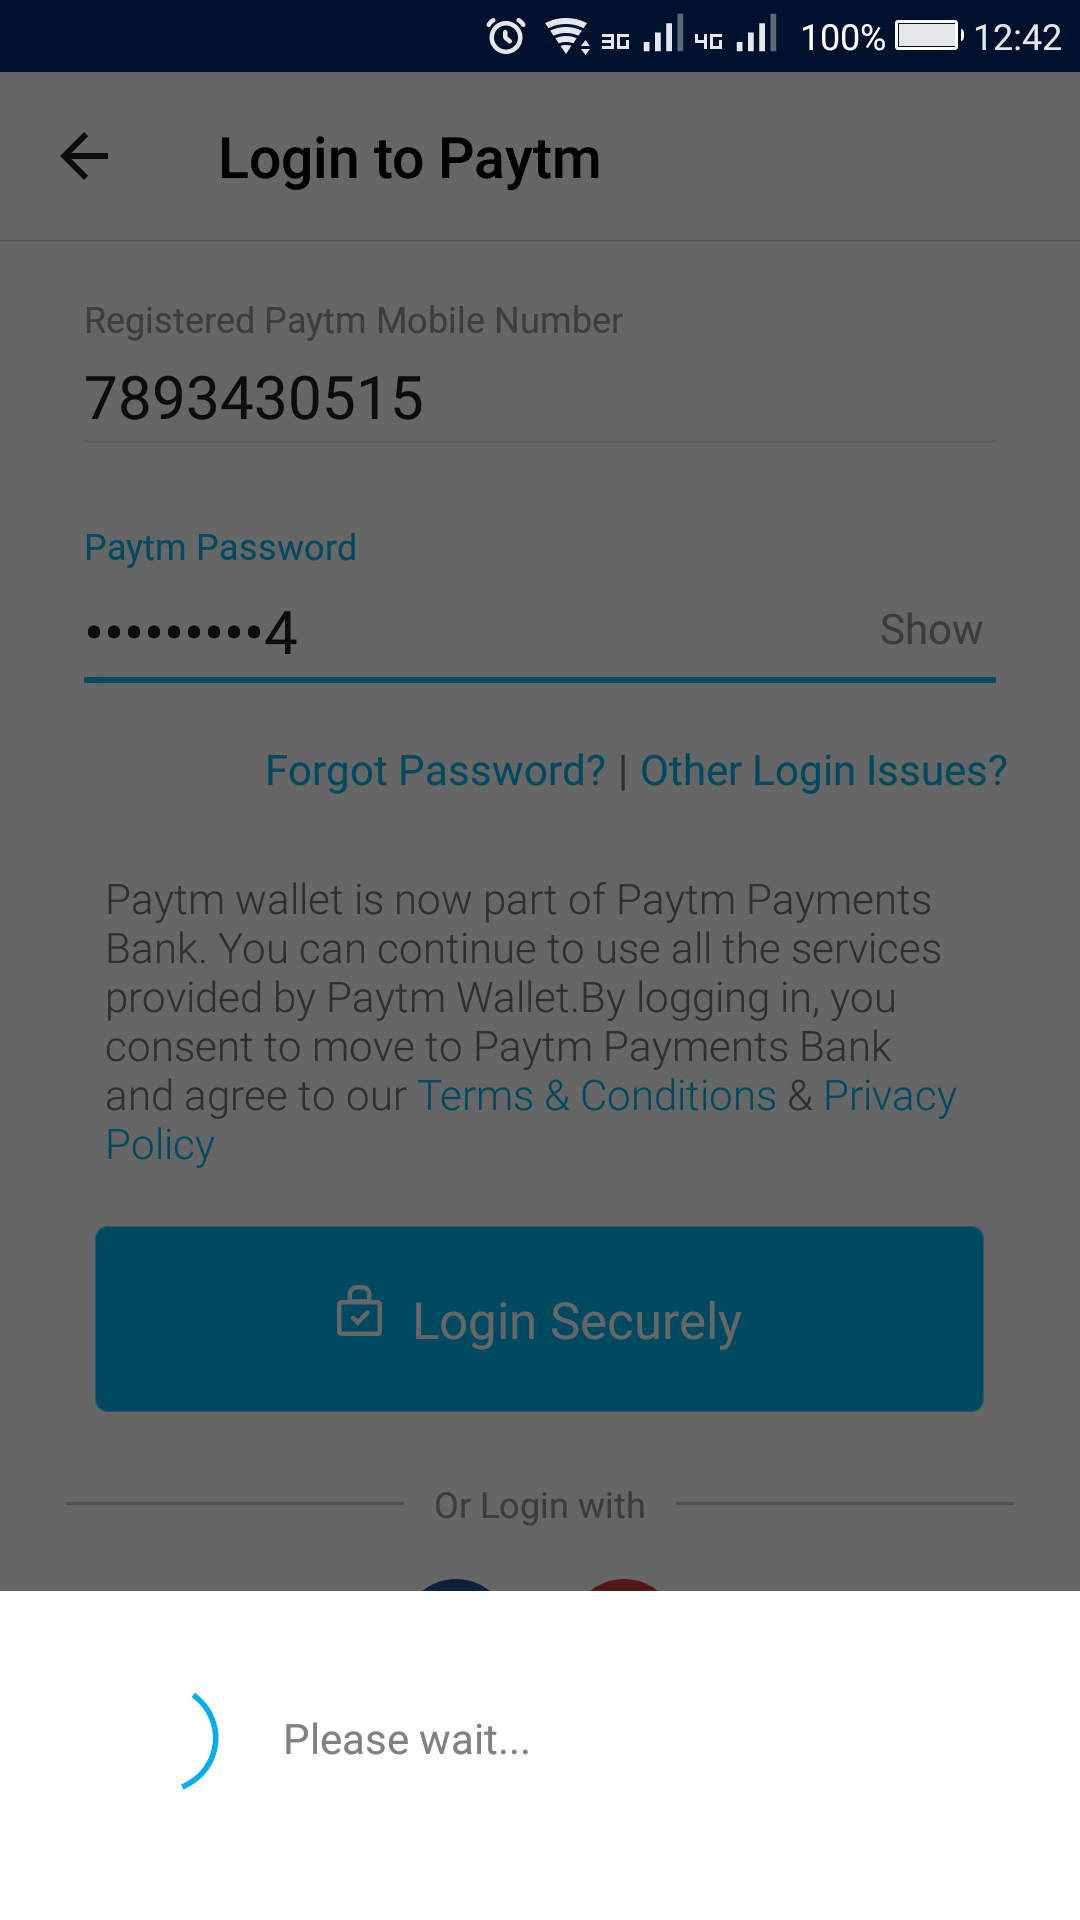 3G 4G 100% 12:42
Login to Paytm
Registered Paytm Mobile Number
7893430515
Paytm Password
•••••••••4 Show
Forgot Password? | Other Login Issues?
Paytm wallet is now part of Paytm Payments
Bank. You can continue to use all the services
provided by Paytm Wallet.By logging in, you
consent to move to Paytm Payments Bank
and agree to our Terms & Conditions & Privacy
Policy
Login Securely
Or Login with
Please wait...